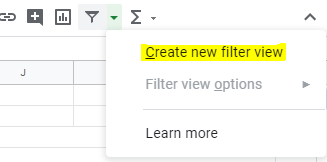 Σ
J
Create new filter view
Filter view options
Learn more